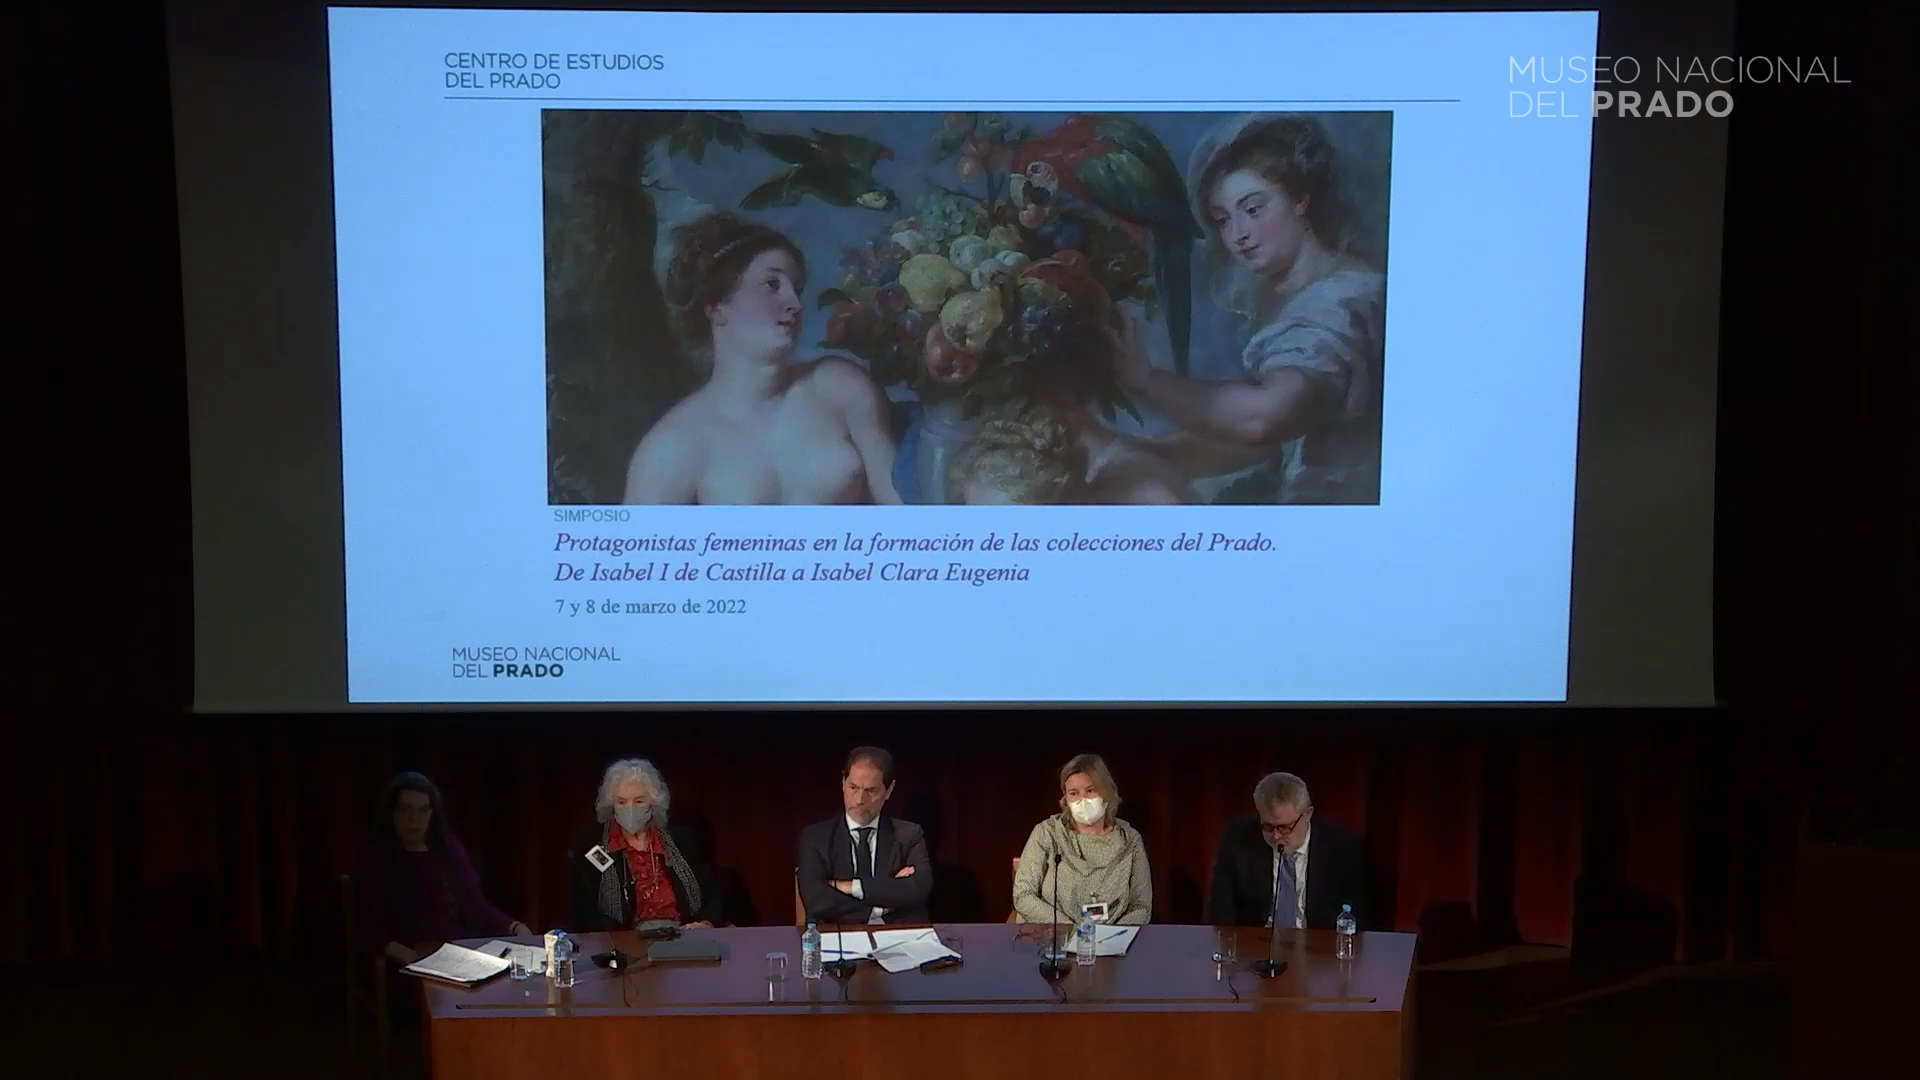 CENTRO DE ESTUDIOS
DEL PRADO
MUSEO NACIONAL
DEL PRADO
SIMPOSIO
Protagonistas femeninas en la formación de las colecciones del Prado.
De Isabel I de Castilla a Isabel Clara Eugenia
7 y 8 de marzo de 2022
MUSEO NACIONAL
DEL PRADO